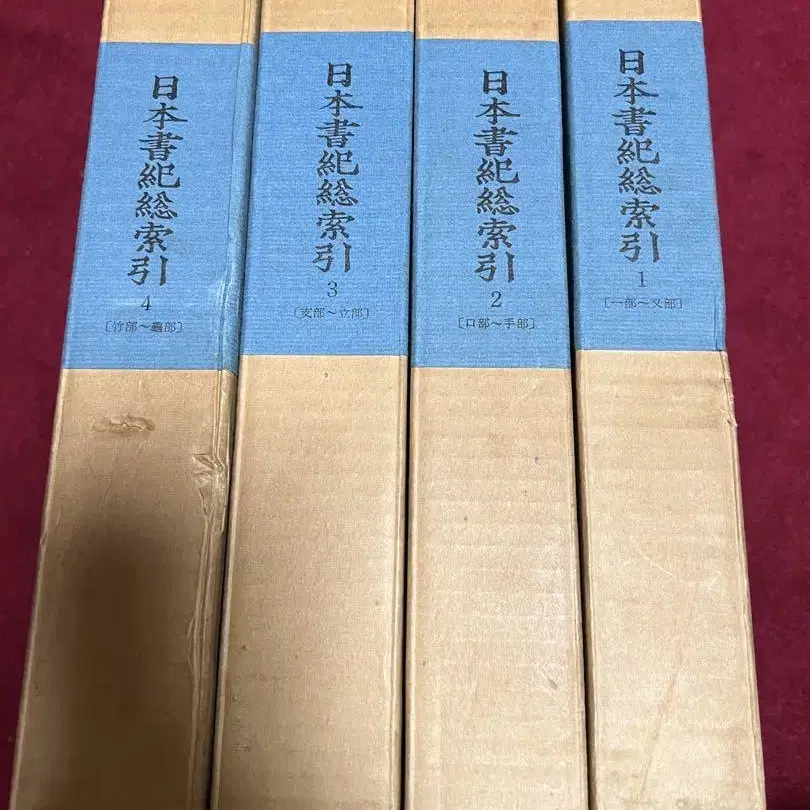 日本書紀総索引
1
〔一部～又部〕
日本書紀総索引
2
〔口部～手部〕
日本書紀総索引
3
〔支部～立部〕
日本書紀総索引
4
〔竹部～龜部〕